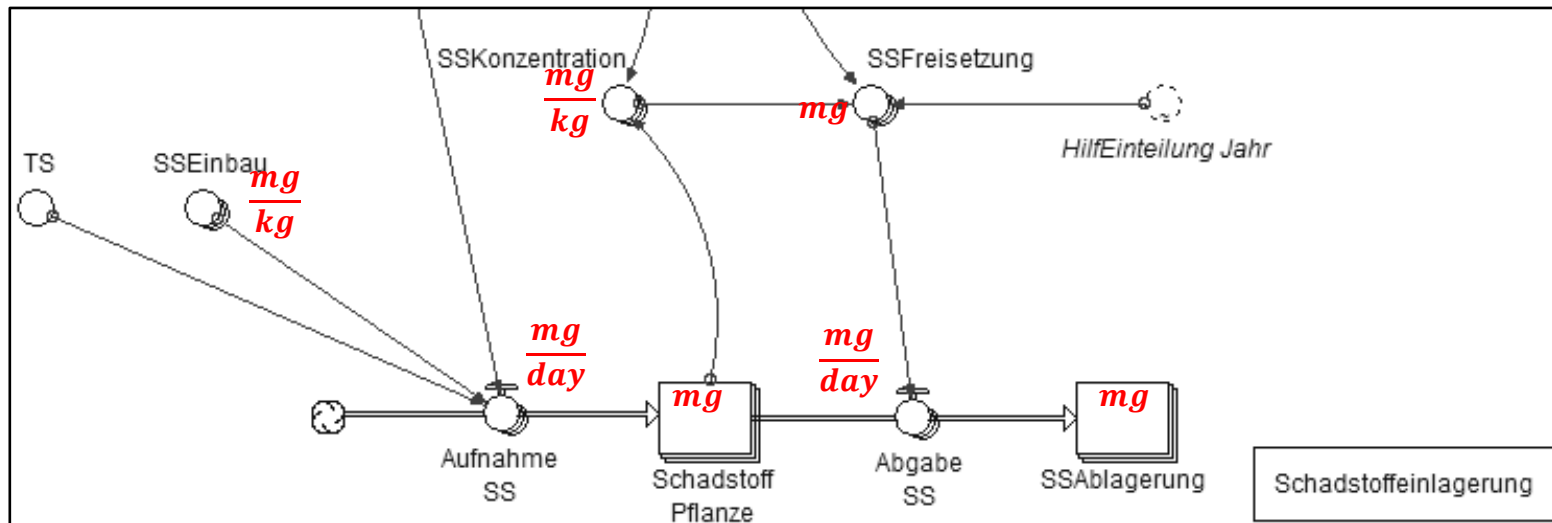 SSKonzentration
mg
kg
SSFreisetzung
mg
HilfEinteilung Jahr
TS
SSEinbau
mg
kg
mg
day
Aufnahme
SS
mg
Schadstoff
Pflanze
mg
day
Abgabe
SS
mg
SSAblagerung
Schadstoffeinlagerung